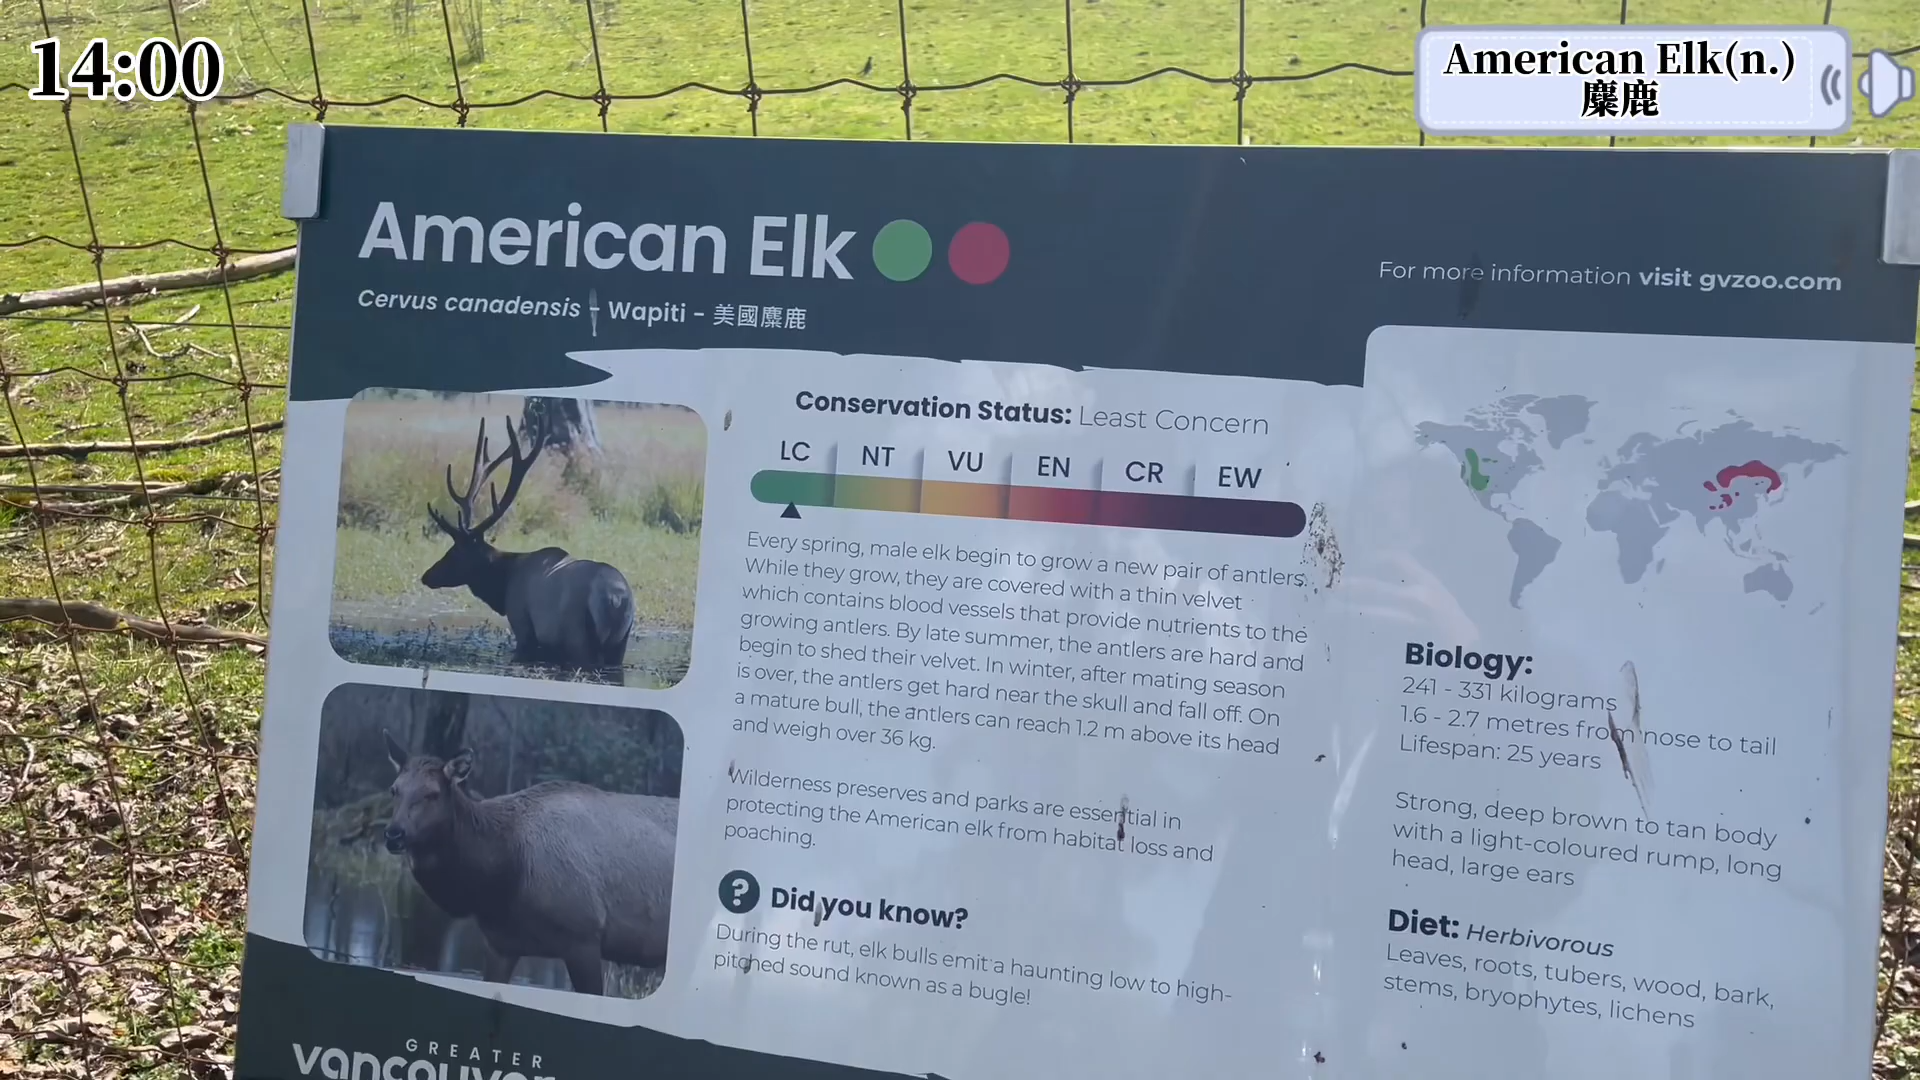 14:00
American Elk(n.)
麋鹿
American Elk
Cervus canadensis - Wapiti - 美國麋鹿
For more information visit gvzoo.com
Conservation Status: Least Concern
LC NT VU EN CR EW
Every spring, male elk begin to grow a new pair of antlers.
While they grow, they are covered with a thin velvet
which contains blood vessels that provide nutrients to the
growing antlers. By late summer, the antlers are hard and
begin to shed their velvet. In winter, after mating season
is over, the antlers get hard near the skull and fall off. On
a mature bull, the antlers can reach 1.2 m above its head
and weigh over 36 kg.
Wilderness preserves and parks are essential in
protecting the American elk from habitat loss and
poaching.
? Did you know?
During the rut, elk bulls emit a haunting low to high-
pitched sound known as a bugle!
Biology:
241 - 331 kilograms
1.6 - 2.7 metres from nose to tail
Lifespan: 25 years
Strong, deep brown to tan body
with a light-coloured rump, long
head, large ears
Diet: Herbivorous
Leaves, roots, tubers, wood, bark,
stems, bryophytes, lichens
GREATER
vancouver